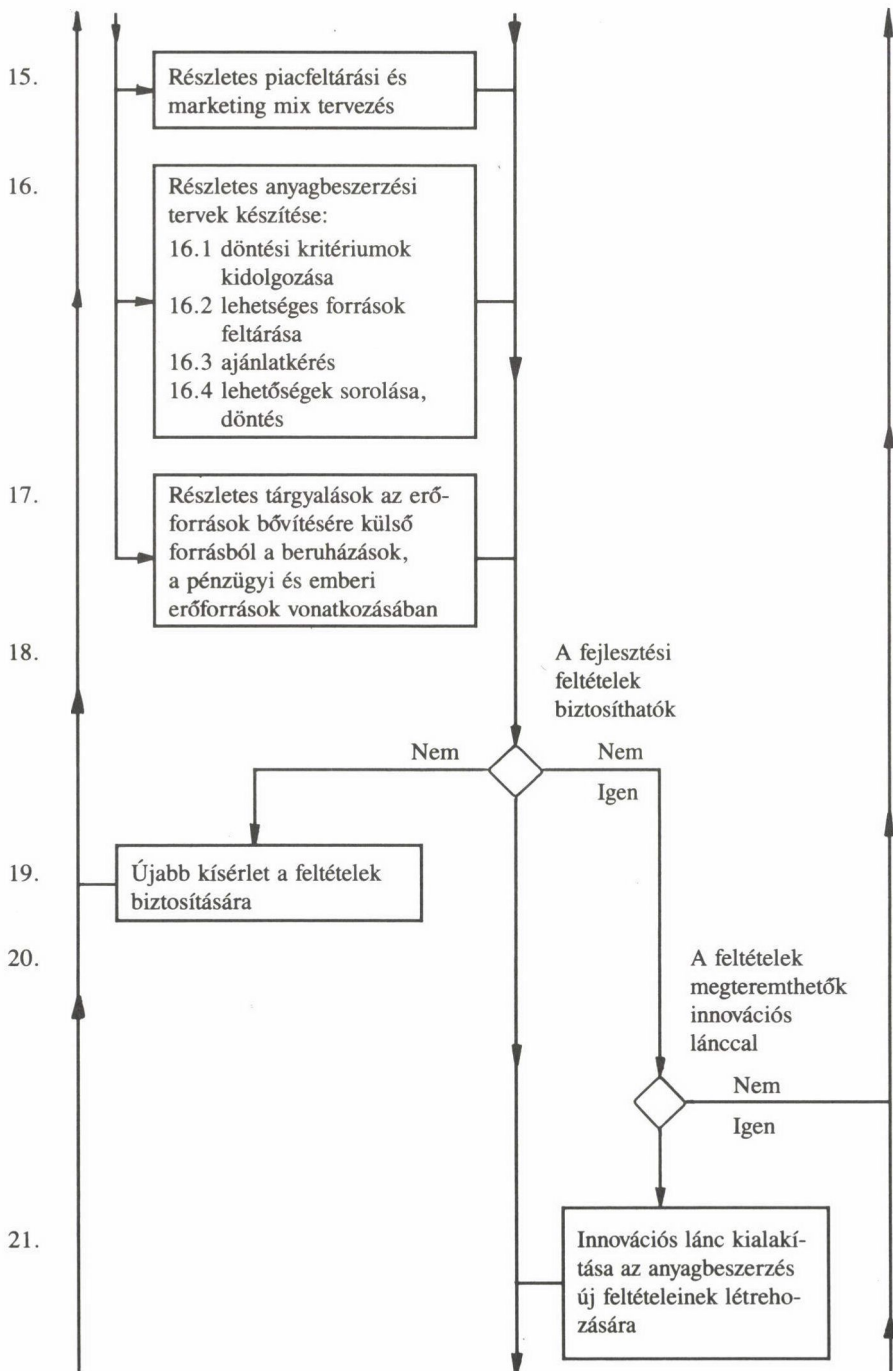 15.
Részletes piacfeltárási és
marketing mix tervezés
16.
Részletes anyagbeszerzési
tervek készítése:
16.1 döntési kritériumok
kidolgozása
16.2 lehetséges források
feltárása
16.3 ajánlatkérés
16.4 lehetőségek sorolása,
döntés
17.
Részletes tárgyalások az erő-
források bővítésére külső
forrásból a beruházások,
a pénzügyi és emberi
erőforrások vonatkozásában
18.
A fejlesztési
feltételek
biztosíthatók
Nem
Nem
Igen
19.
Újabb kísérlet a feltételek
biztosítására
20.
A feltételek
megteremthetők
innovációs
lánccal
Nem
Igen
21.
Innovációs lánc kialakí-
tása az anyagbeszerzés
új feltételeinek létreho-
zására